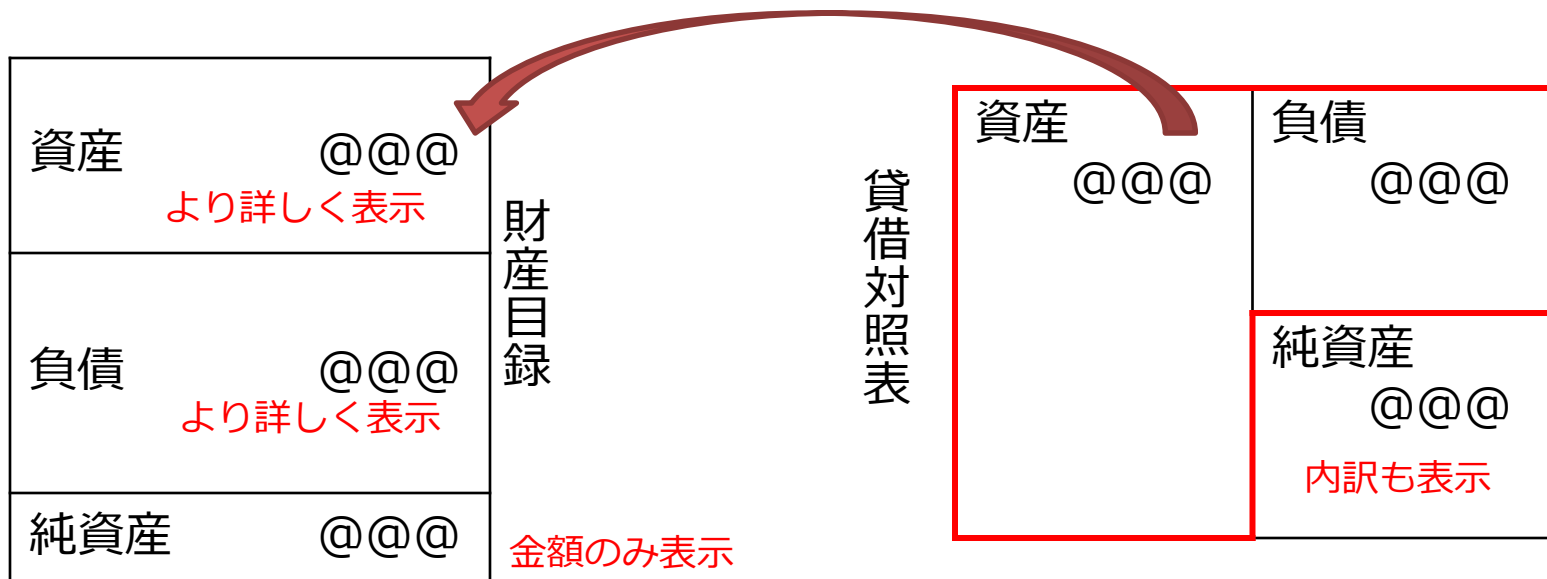 資産 @@@
より詳しく表示
負債 @@@
より詳しく表示
純資産 @@@
金額のみ表示
財産目録
貸借対照表
資産
@@@
負債
@@@
純資産
@@@
内訳も表示